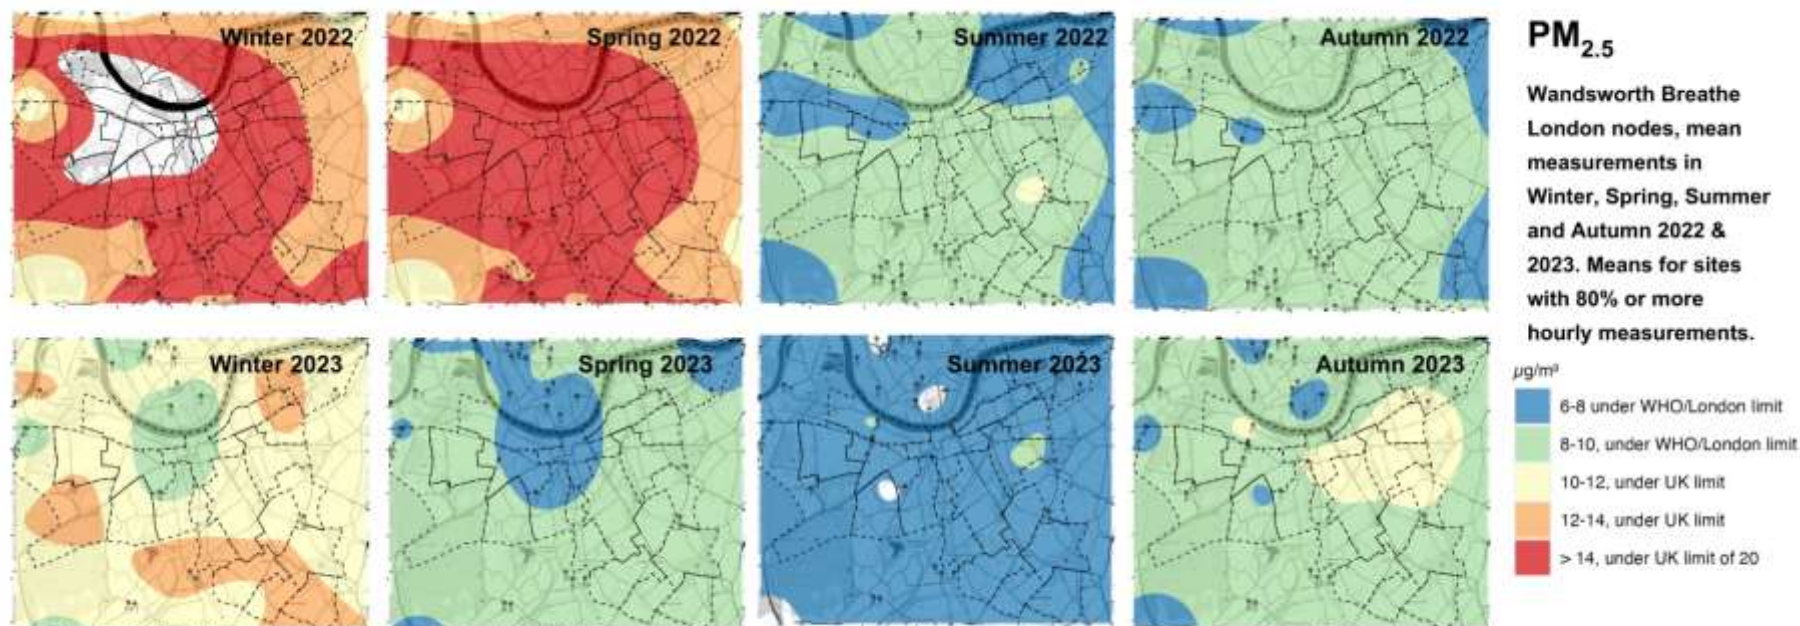 Winter 2022
Spring 2022
Summer 2022
Autumn 2022
Winter 2023
Spring 2023
Summer 2023
Autumn 2023
PM2.5
Wandsworth Breathe
London nodes, mean
measurements in
Winter, Spring, Summer
and Autumn 2022 &
2023. Means for sites
with 80% or more
hourly measurements.
µg/m³
6-8 under WHO/London limit
8-10, under WHO/London limit
10-12, under UK limit
12-14, under UK limit
> 14, under UK limit of 20